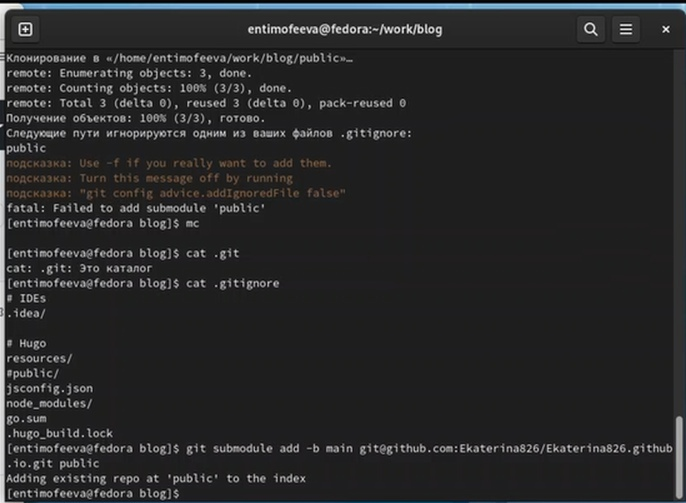 entimofeeva@fedora:~/work/blog
Клонирование в «/home/entimofeeva/work/blog/public»…
remote: Enumerating objects: 3, done.
remote: Counting objects: 100% (3/3), done.
remote: Total 3 (delta 0), reused 3 (delta 0), pack-reused 0
Получение объектов: 100% (3/3), готово.
Следующие пути игнорируются одним из ваших файлов .gitignore:
public
подсказка: Use -f if you really want to add them.
подсказка: Turn this message off by running
подсказка: "git config advice.addIgnoredFile false"
fatal: Failed to add submodule 'public'
[entimofeeva@fedora blog]$ mc
[entimofeeva@fedora blog]$ cat .git
cat: .git: Это каталог
[entimofeeva@fedora blog]$ cat .gitignore
# IDEs
.idea/
# Hugo
resources/
#public/
jsconfig.json
node_modules/
go.sum
.hugo_build.lock
[entimofeeva@fedora blog]$ git submodule add -b main git@github.com:Ekaterina826/Ekaterina826.github
.io.git public
Adding existing repo at 'public' to the index
[entimofeeva@fedora blog]$